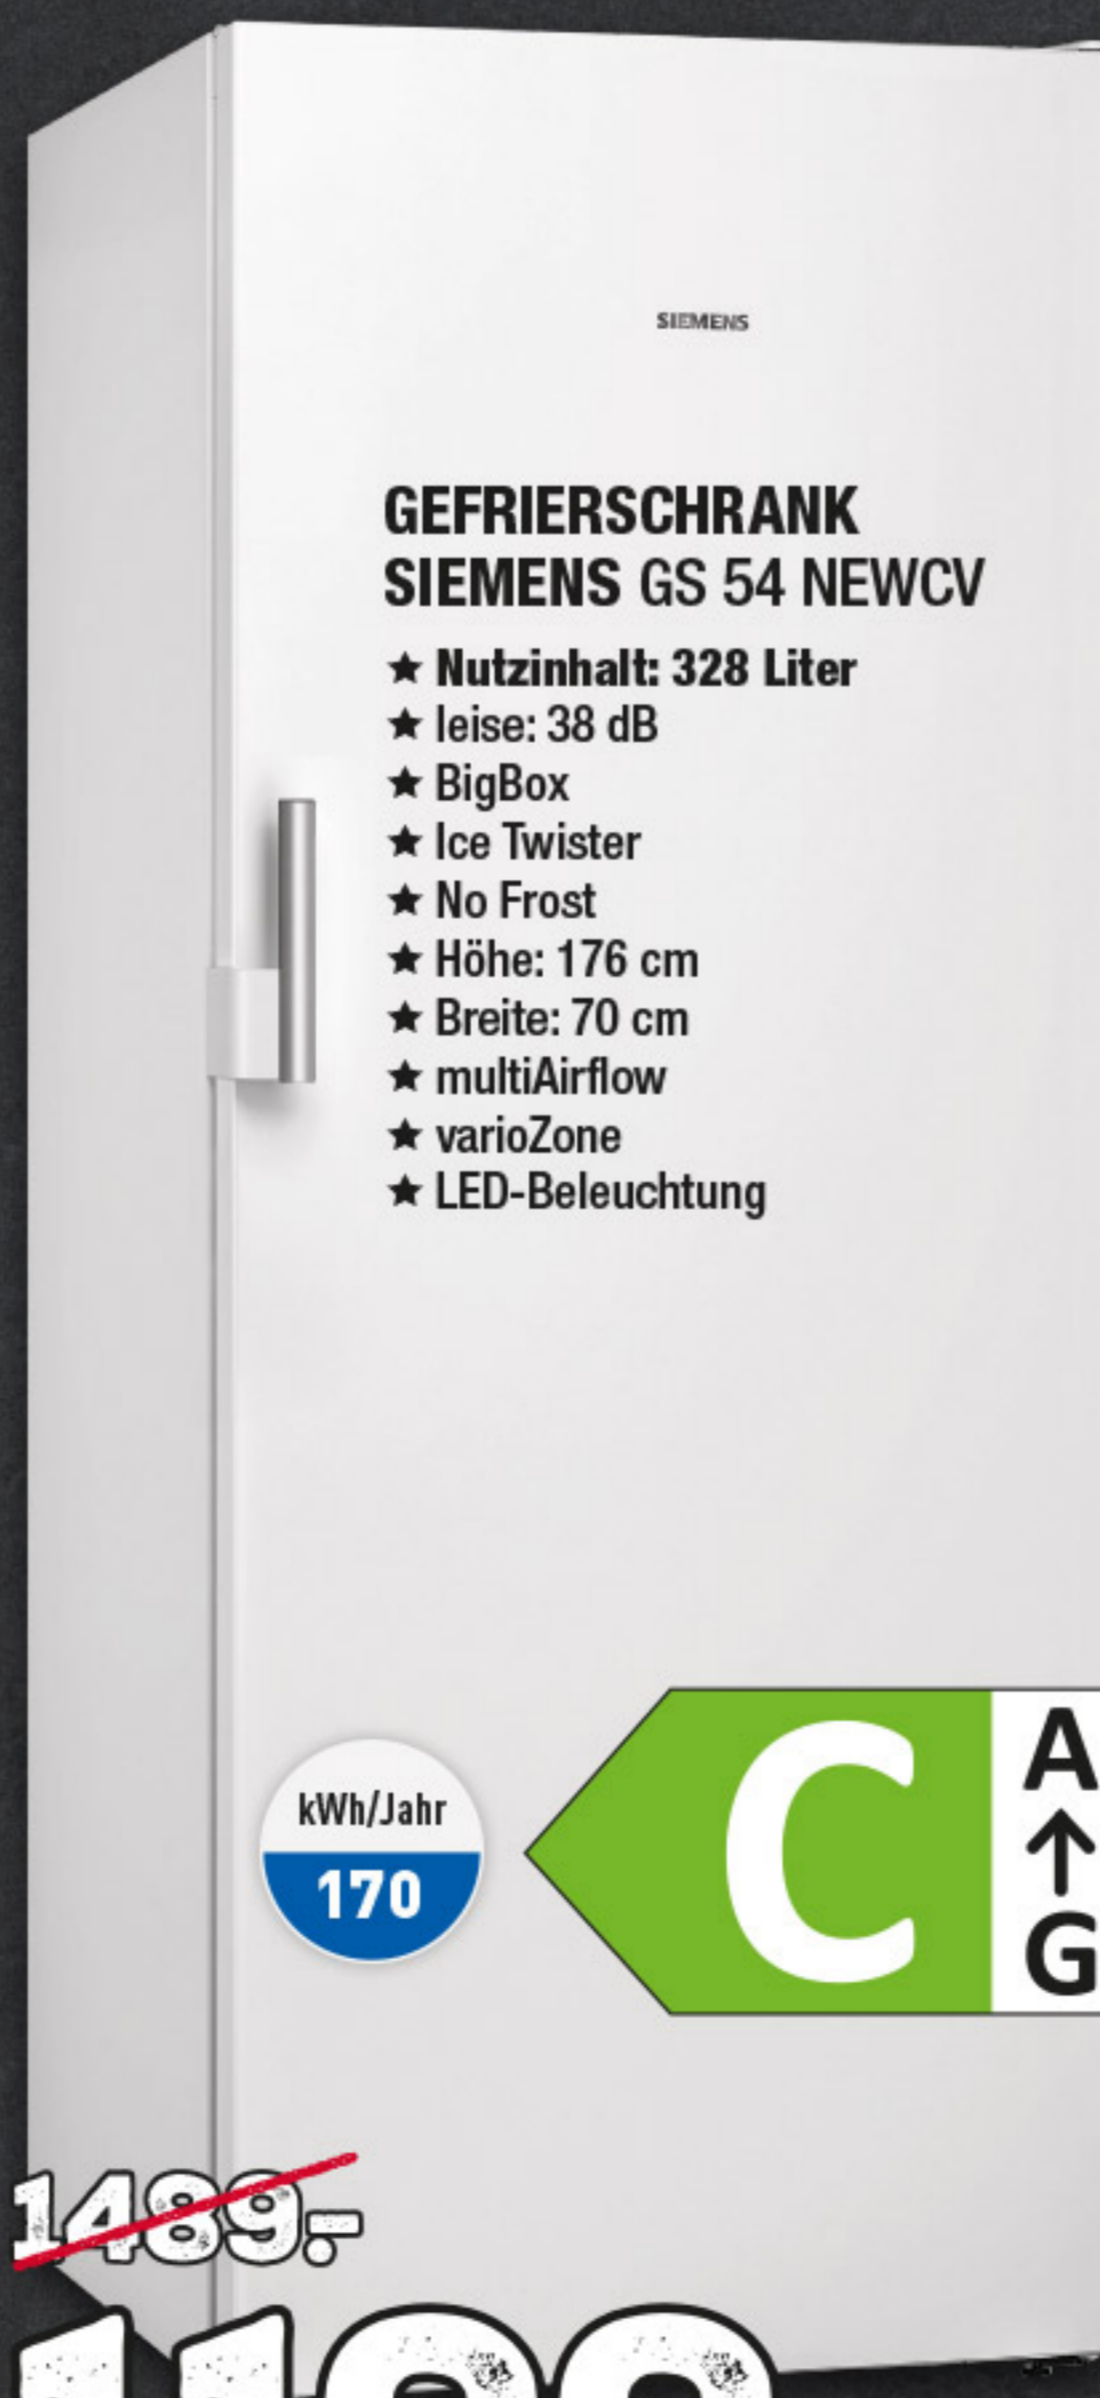 SIEMENS
GEFRIERSCHRANK
SIEMENS GS 54 NEWCV
★ Nutzinhalt: 328 Liter
★ leise: 38 dB
★ BigBox
★ Ice Twister
★ No Frost
★ Höhe: 176 cm
★ Breite: 70 cm
★ multiAirflow
★ varioZone
★ LED-Beleuchtung
kWh/Jahr
170
C
A
↑
G
1489.-